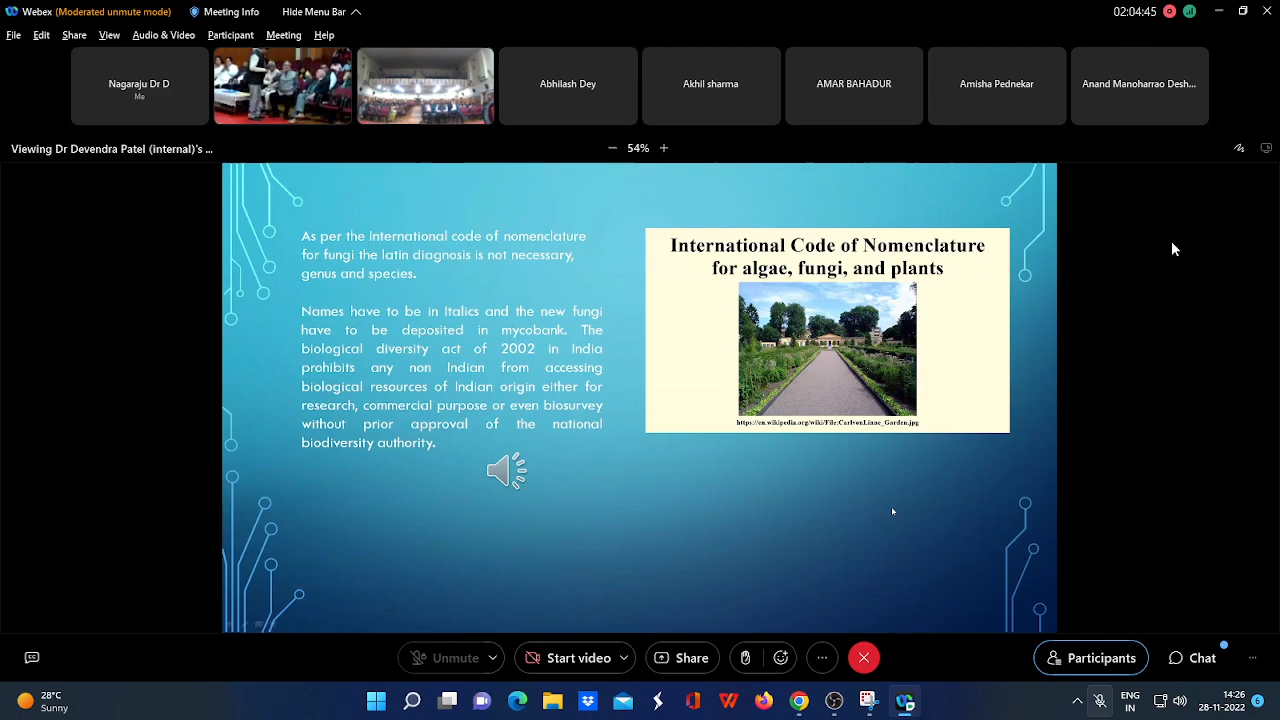 Webex (Moderated unmute mode) Meeting Info Hide Menu Bar 02:04:45
File Edit Share View Audio & Video Participant Meeting Help
Nagaraju Dr D
Me
Abhilash Dey
Akhil sharma
AMAR BAHADUR
Amisha Pednekar
Anand Manoharrao Desh...
Viewing Dr Devendra Patel (internal)'s ...
54%
As per the International code of nomenclature
for fungi the latin diagnosis is not necessary,
genus and species.
Names have to be in Italics and the new fungi
have to be deposited in mycobank. The
biological diversity act of 2002 in India
prohibits any non Indian from accessing
biological resources of Indian origin either for
research, commercial purpose or even biosurvey
without prior approval of the national
biodiversity authority.
International Code of Nomenclature
for algae, fungi, and plants
https://en.wikipedia.org/wiki/File:CarlvonLinne_Garden.jpg
CC
Unmute Start video Share Participants Chat
28°C
Sunny
ENG
IN
14:26
28-11-2022
6